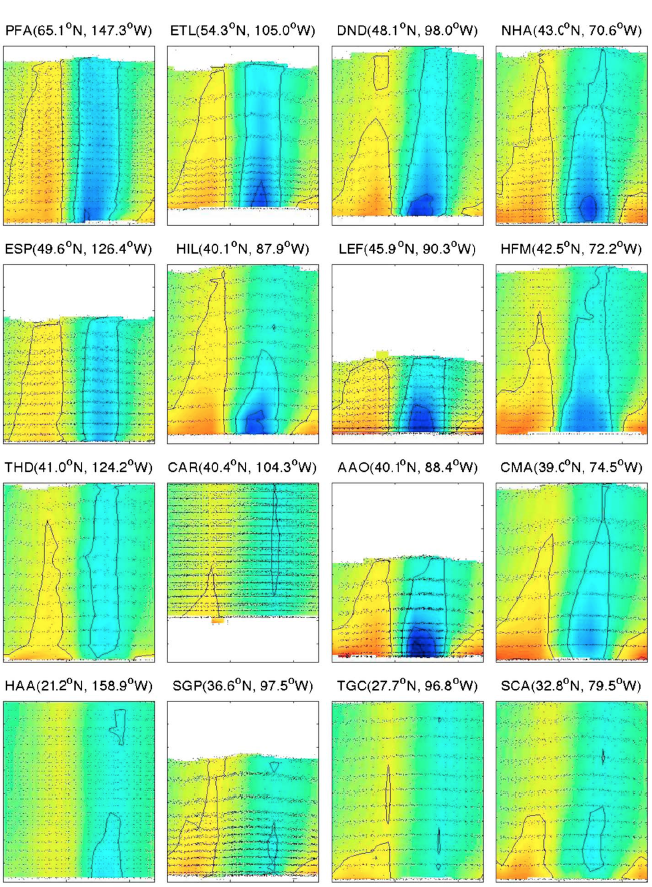 PFA(65.1°N, 147.3°W) ETL(54.3°N, 105.0°W) DND(48.1°N, 98.0°W) NHA(43.0°N, 70.6°W)
ESP(49.6°N, 126.4°W) HIL(40.1°N, 87.9°W) LEF(45.9°N, 90.3°W) HFM(42.5°N, 72.2°W)
THD(41.0°N, 124.2°W) CAR(40.4°N, 104.3°W) AAO(40.1°N, 88.4°W) CMA(39.0°N, 74.5°W)
HAA(21.2°N, 158.9°W) SGP(36.6°N, 97.5°W) TGC(27.7°N, 96.8°W) SCA(32.8°N, 79.5°W)